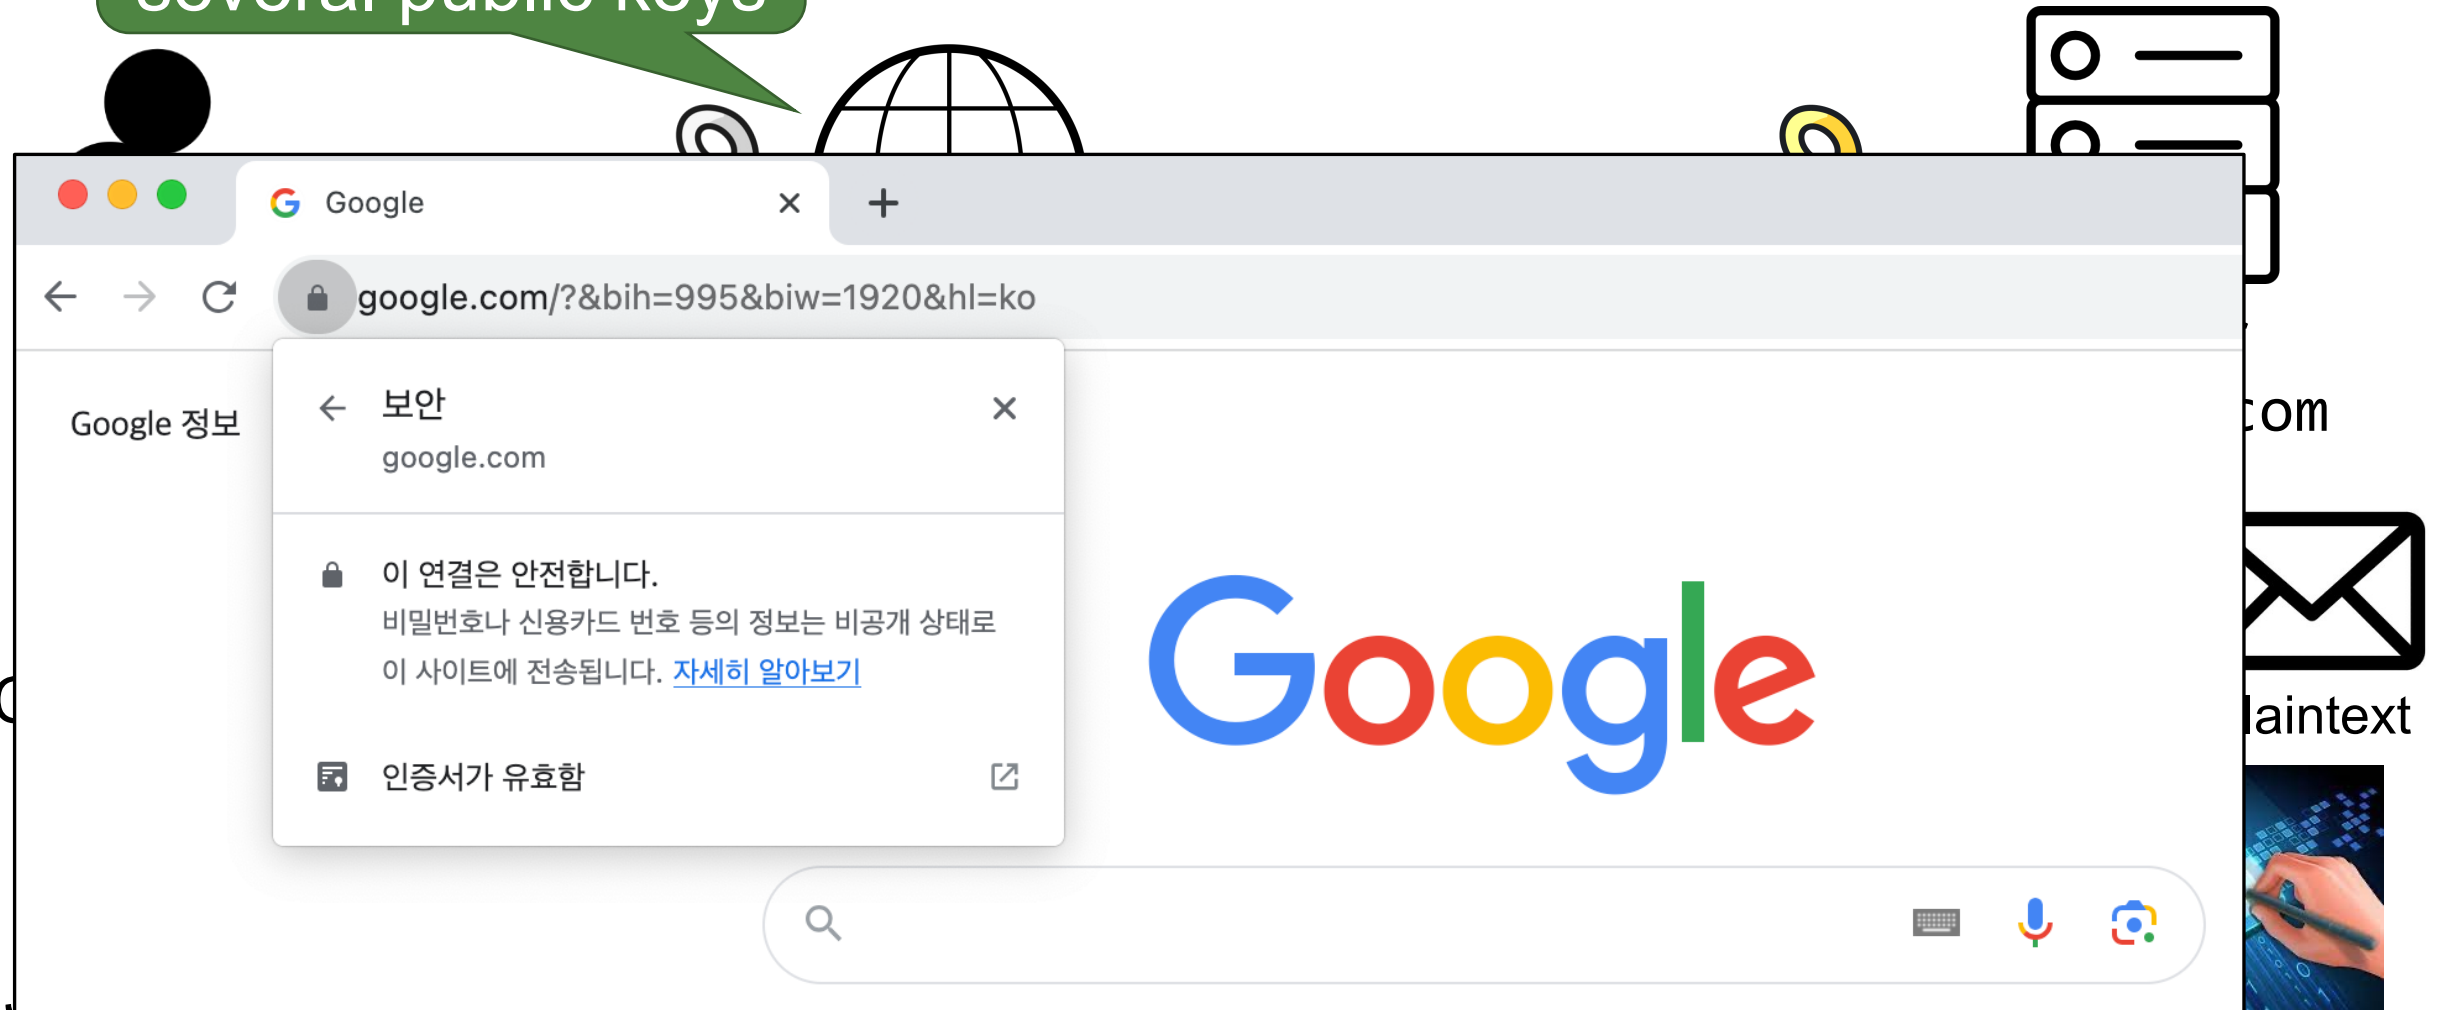 several public keys
Google
google.com/?&bih=995&biw=1920&hl=ko
Google 정보
보안
google.com
com
이 연결은 안전합니다.
비밀번호나 신용카드 번호 등의 정보는 비공개 상태로
이 사이트에 전송됩니다. 자세히 알아보기
인증서가 유효함
Google
laintext